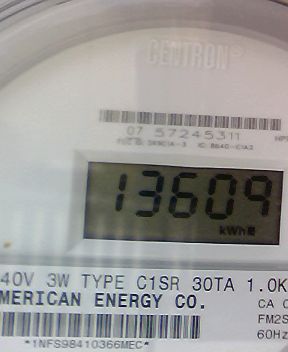 CENTRON®
07 57245311
13609
kWh
40V 3W TYPE C1SR 30TA 1.0K
MERICAN ENERGY CO.
CA
FM2S
60Hz
*1NFS98410366MEC*